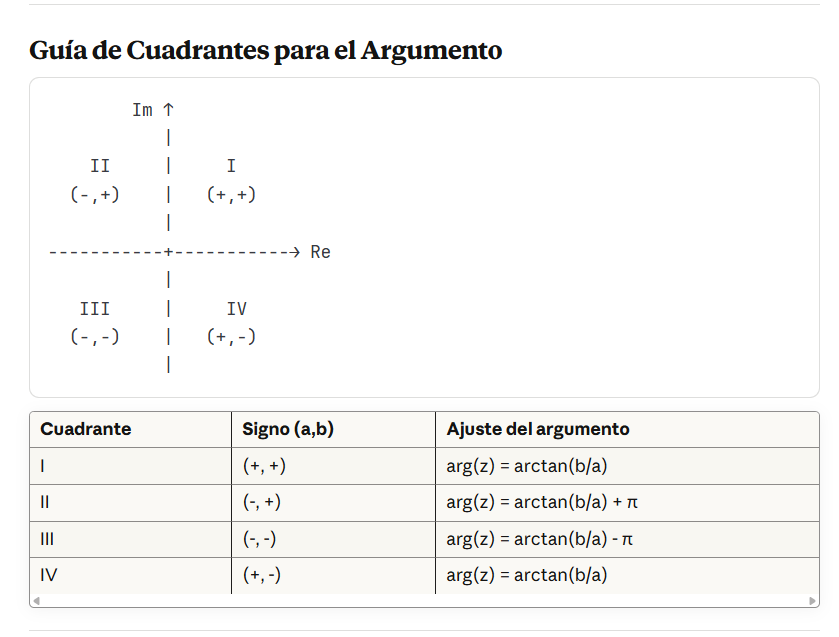 Guía de Cuadrantes para el Argumento
Im ↑
|
II | I
(-,+) | (+,+)
|
-----------+-----------→ Re
|
III | IV
(-,-) | (+,-)
|
Cuadrante Signo (a,b) Ajuste del argumento
I (+, +) arg(z) = arctan(b/a)
II (-, +) arg(z) = arctan(b/a) + π
III (-, -) arg(z) = arctan(b/a) - π
IV (+, -) arg(z) = arctan(b/a)